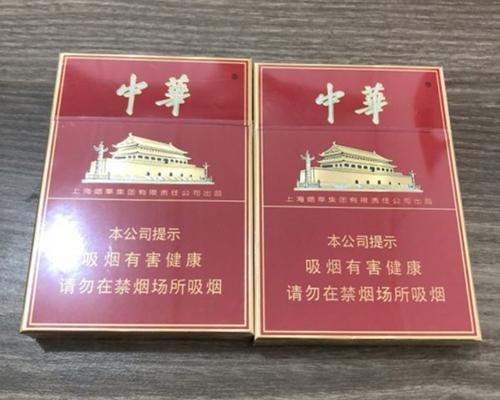 中華
上海烟草集团有限责任公司出品
本公司提示
吸烟有害健康
请勿在禁烟场所吸烟
中華
上海烟草集团有限责任公司出品
本公司提示
吸烟有害健康
请勿在禁烟场所吸烟